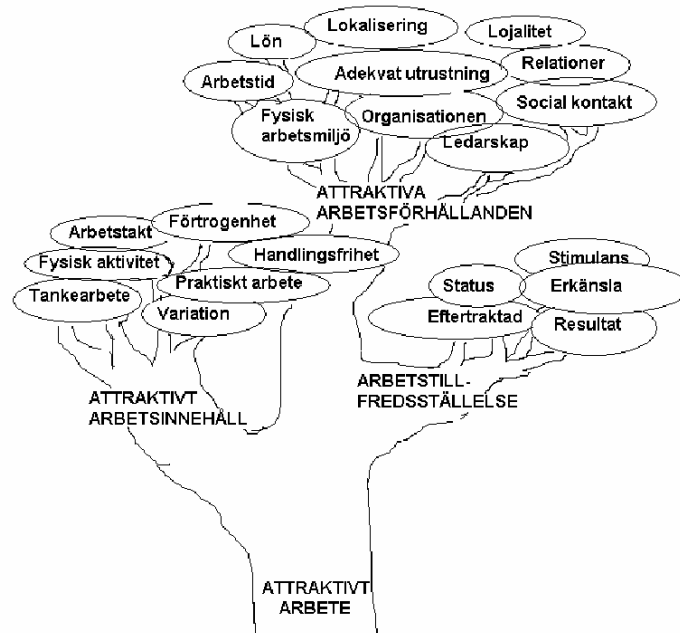 Lokalisering
Lojalitet
Lön
Relationer
Arbetstid
Adekvat utrustning
Social kontakt
Fysisk
arbetsmiljö
Organisationen
Ledarskap
ATTRAKTIVA
ARBETSFÖRHÅLLANDEN
Arbetstakt
Förtrogenhet
Handlingsfrihet
Fysisk aktivitet
Praktiskt arbete
Tankearbete
Variation
Stimulans
Status
Erkänsla
Eftertraktad
Resultat
ATTRAKTIVT
ARBETSINNEHÅLL
ARBETSTILL-
FREDSSTÄLLELSE
ATTRAKTIVT
ARBETE